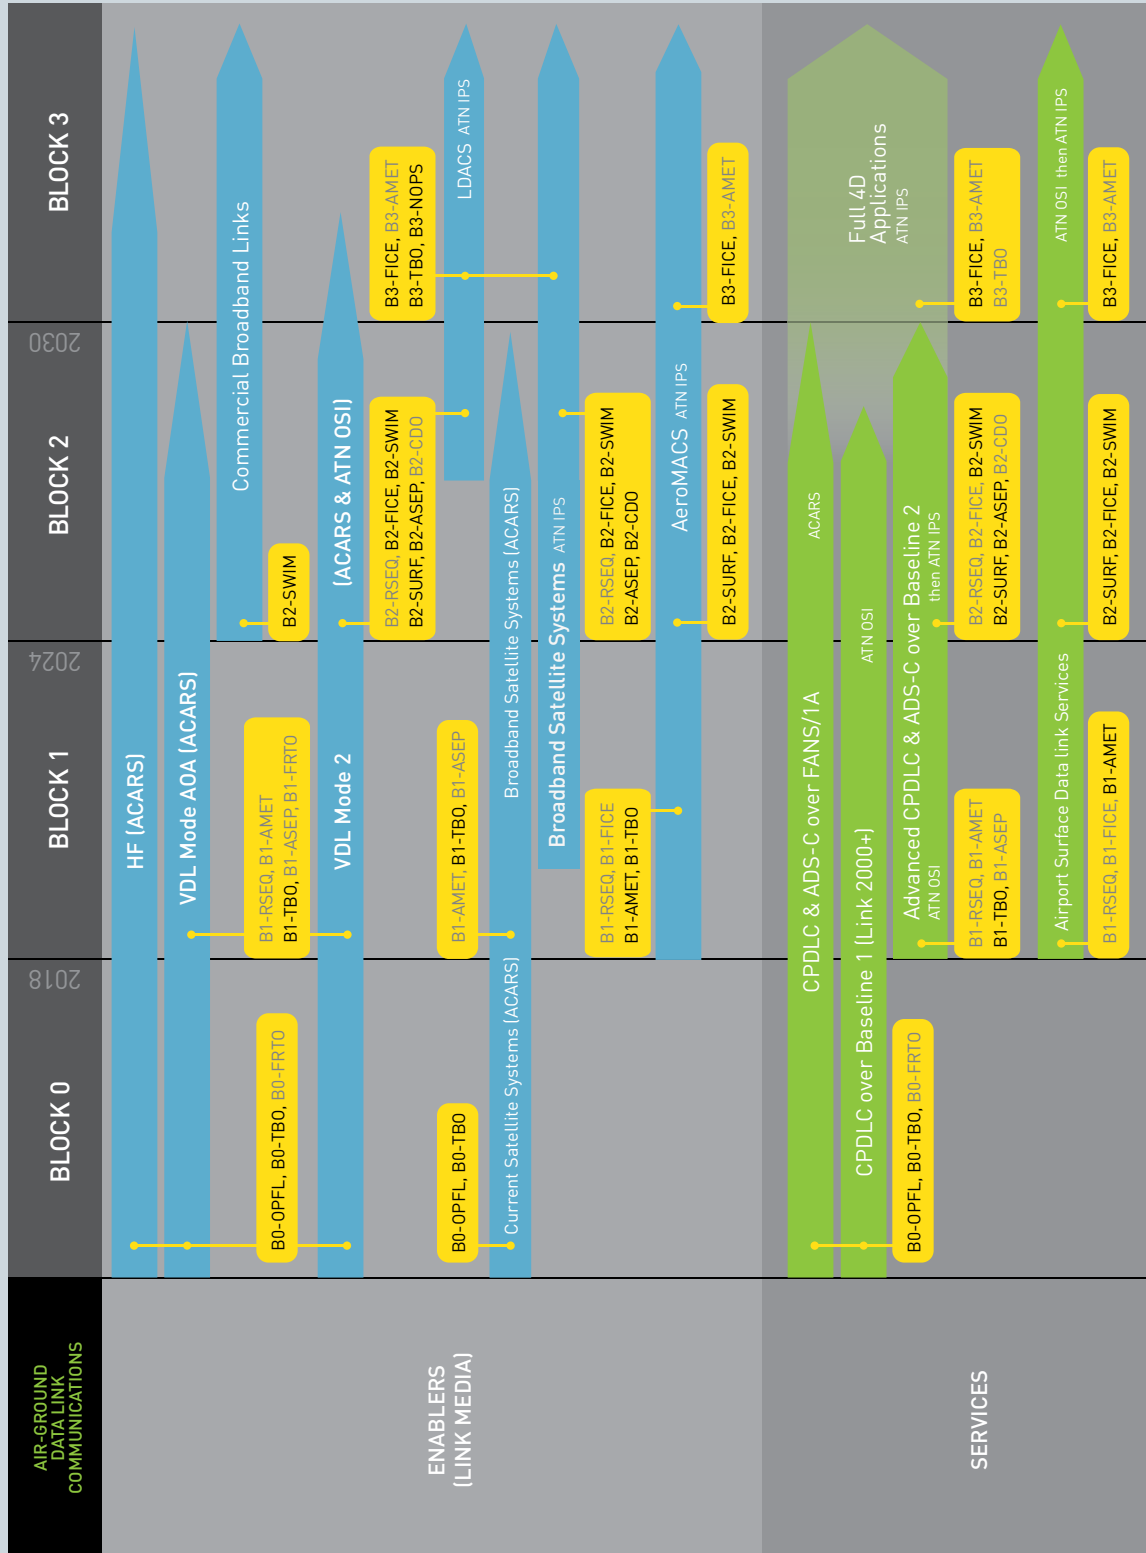 AIR-GROUND
DATA LINK
COMMUNICATIONS
BLOCK 0
2018
BLOCK 1
2024
BLOCK 2
2030
BLOCK 3
ENABLERS
(LINK MEDIA)
HF (ACARS)
VDL Mode A0A (ACARS)
Commercial Broadband Links
B0-OPFL, B0-TBO, B0-FRTO
B1-RSEQ, B1-AMET
B1-TBO, B1-ASEP, B1-FRTO
B2-SWIM
VDL Mode 2
(ACARS & ATN OSI)
B2-RSEQ, B2-FICE, B2-SWIM
B2-SURF, B2-ASEP, B2-CDO
B3-FICE, B3-AMET
B3-TBO, B3-NOPS
LDACS ATN IPS
B0-OPFL, B0-TBO
B1-AMET, B1-TBO, B1-ASEP
Current Satellite Systems (ACARS)
Broadband Satellite Systems (ACARS)
Broadband Satellite Systems ATN IPS
B1-RSEQ, B1-FICE
B1-AMET, B1-TBO
B2-RSEQ, B2-FICE, B2-SWIM
B2-ASEP, B2-CDO
AeroMACS ATN IPS
B2-SURF, B2-FICE, B2-SWIM
B3-FICE, B3-AMET
SERVICES
CPDLC & ADS-C over FANS/1A
ACARS
CPDLC over Baseline 1 (Link 2000+)
ATN OSI
Full 4D
Applications
ATN IPS
Advanced CPDLC & ADS-C over Baseline 2
ATN OSI
then ATN IPS
B0-OPFL, B0-TBO, B0-FRTO
B1-RSEQ, B1-AMET
B1-TBO, B1-ASEP
B2-RSEQ, B2-FICE, B2-SWIM
B2-SURF, B2-ASEP, B2-CDO
B3-FICE, B3-AMET
B3-TBO
Airport Surface Data link Services
ATN OSI then ATN IPS
B1-RSEQ, B1-FICE, B1-AMET
B2-SURF, B2-FICE, B2-SWIM
B3-FICE, B3-AMET